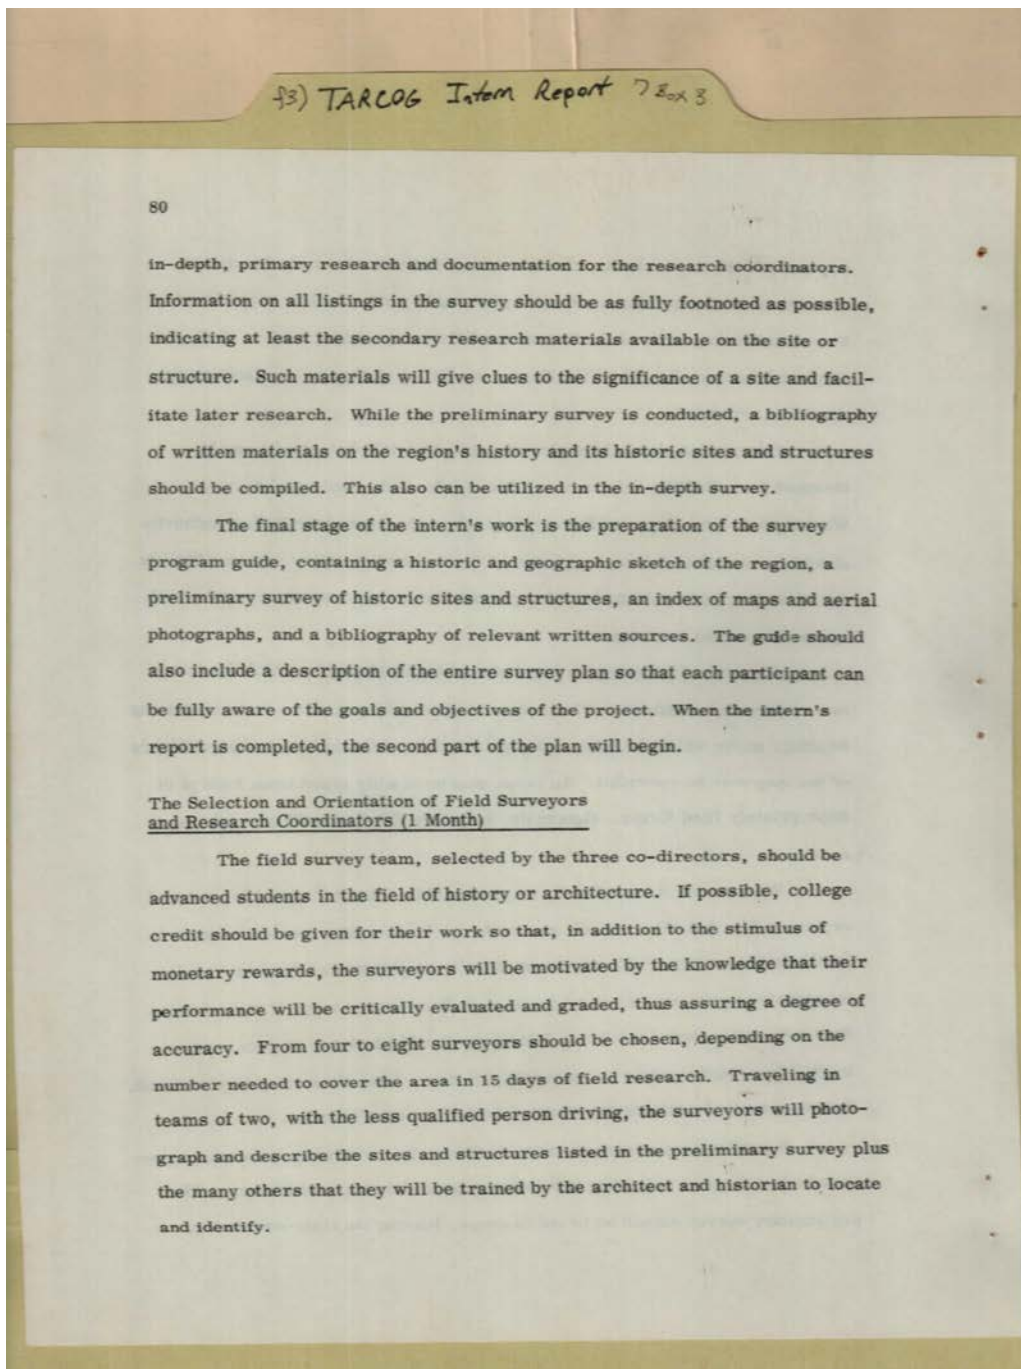 f3) TARCOG Intern Report 7 Box 3
80
in-depth, primary research and documentation for the research coordinators.
Information on all listings in the survey should be as fully footnoted as possible,
indicating at least the secondary research materials available on the site or
structure. Such materials will give clues to the significance of a site and facil-
itate later research. While the preliminary survey is conducted, a bibliography
of written materials on the region's history and its historic sites and structures
should be compiled. This also can be utilized in the in-depth survey.
The final stage of the intern's work is the preparation of the survey
program guide, containing a historic and geographic sketch of the region, a
preliminary survey of historic sites and structures, an index of maps and aerial
photographs, and a bibliography of relevant written sources. The guide should
also include a description of the entire survey plan so that each participant can
be fully aware of the goals and objectives of the project. When the intern's
report is completed, the second part of the plan will begin.
The Selection and Orientation of Field Surveyors
and Research Coordinators (1 Month)
The field survey team, selected by the three co-directors, should be
advanced students in the field of history or architecture. If possible, college
credit should be given for their work so that, in addition to the stimulus of
monetary rewards, the surveyors will be motivated by the knowledge that their
performance will be critically evaluated and graded, thus assuring a degree of
accuracy. From four to eight surveyors should be chosen, depending on the
number needed to cover the area in 15 days of field research. Traveling in
teams of two, with the less qualified person driving, the surveyors will photo-
graph and describe the sites and structures listed in the preliminary survey plus
the many others that they will be trained by the architect and historian to locate
and identify.